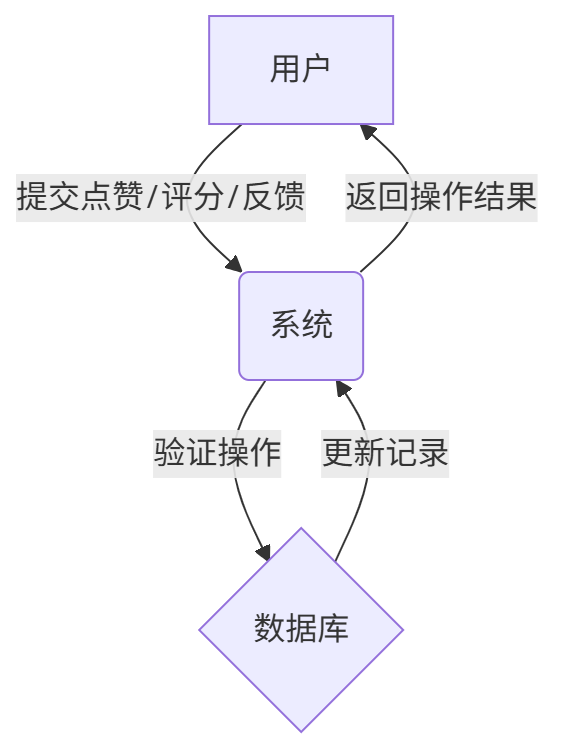 用户
提交点赞/评分/反馈
返回操作结果
系统
验证操作
更新记录
数据库